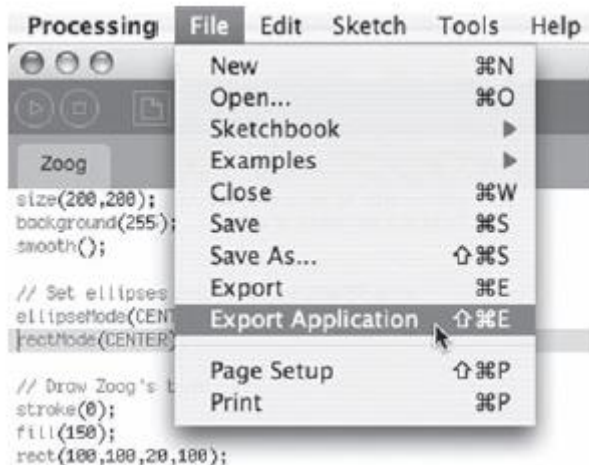 Processing File Edit Sketch Tools Help
New ⌘N
Open... ⌘O
Sketchbook ▶
Examples ▶
Close ⌘W
Save ⌘S
Save As... ⇧⌘S
Export ⌘E
Export Application ⇧⌘E
Page Setup ⇧⌘P
Print ⌘P
Zoog
size(200,200);
background(255);
smooth();
// Set ellipses
ellipseMode(CENT
rectMode(CENTER)
// Draw Zoog's b
stroke(0);
fill(150);
rect(100,100,20,100);